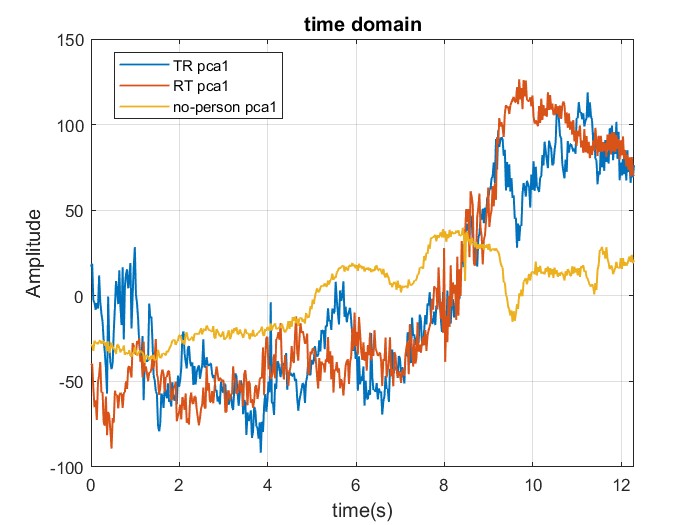 time domain
150
100
50
0
-50
-100
Amplitude
TR pca1
RT pca1
no-person pca1
0 2 4 6 8 10 12
time(s)